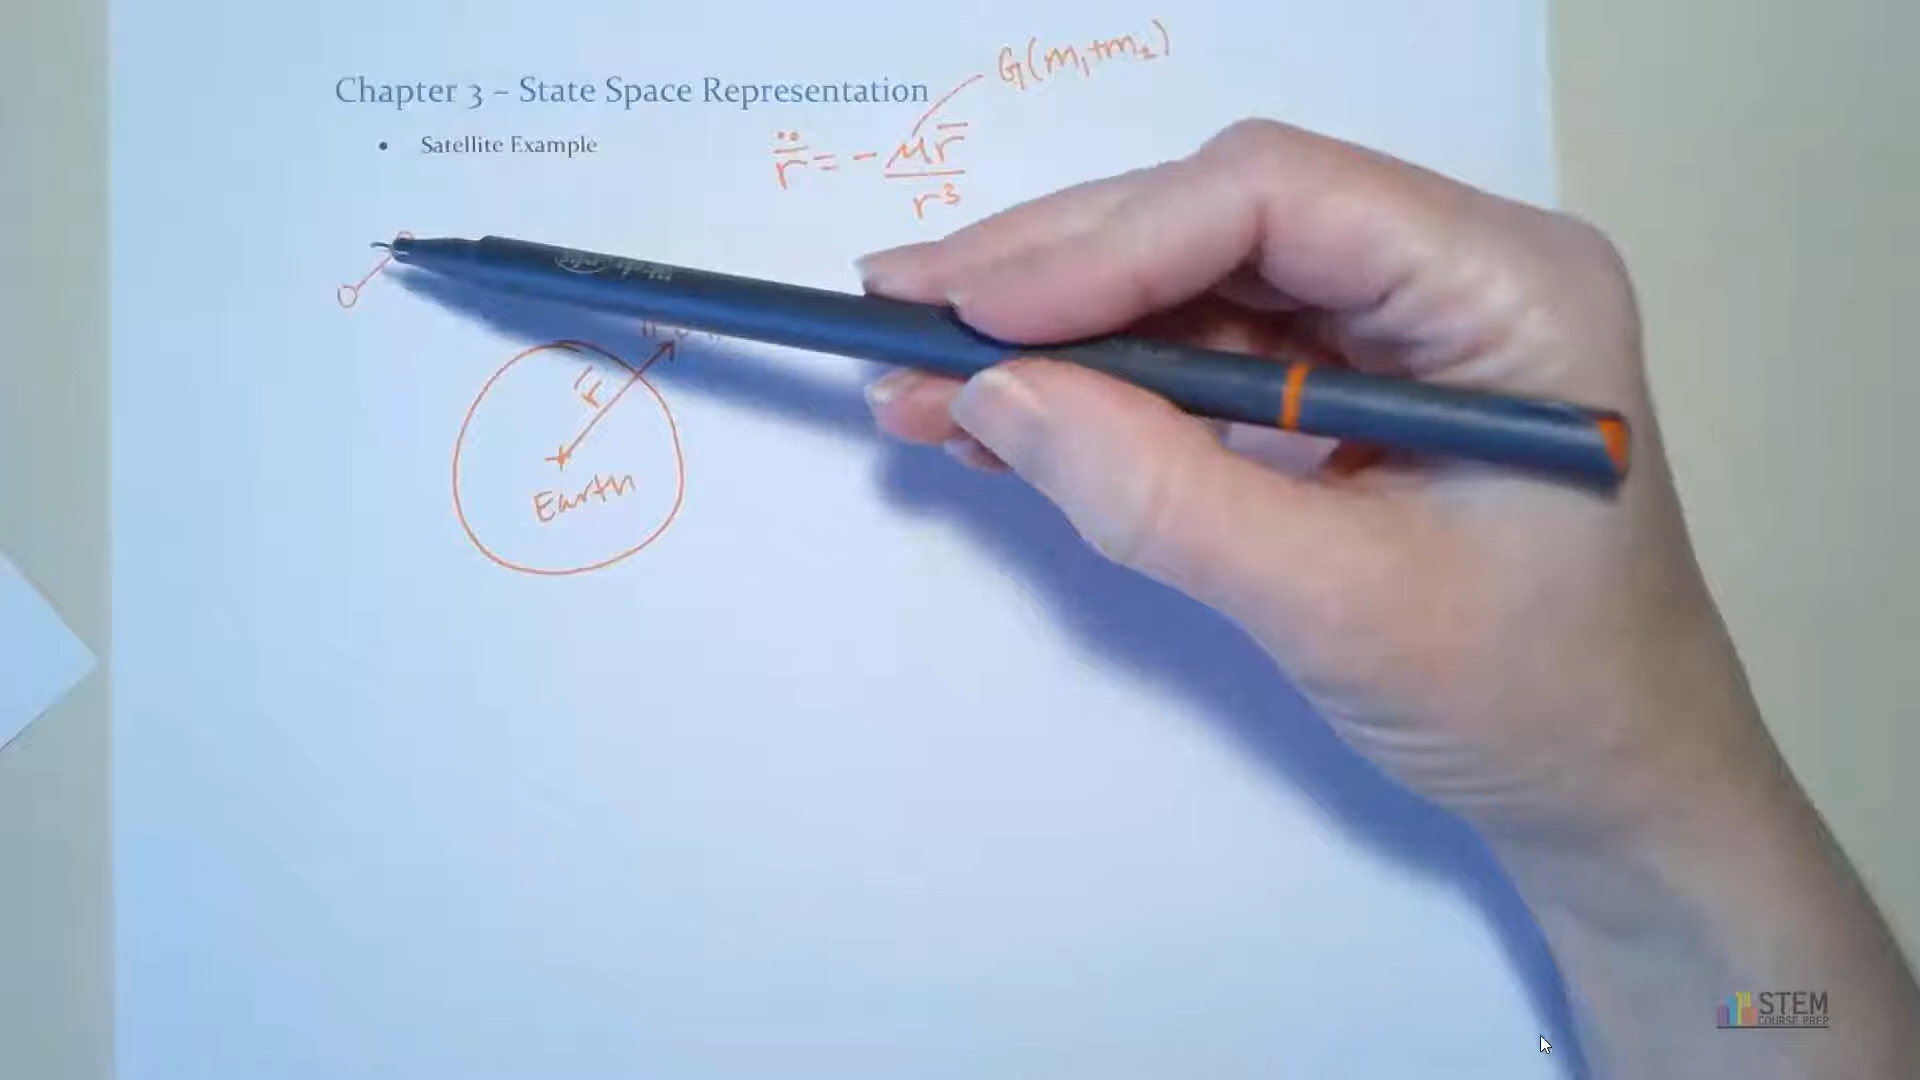 G(m₁+m₂)
Chapter 3 – State Space Representation
• Satellite Example
r̈̄ = - μr̄ / r³
r̄
Earth
STEM
COURSE PREP